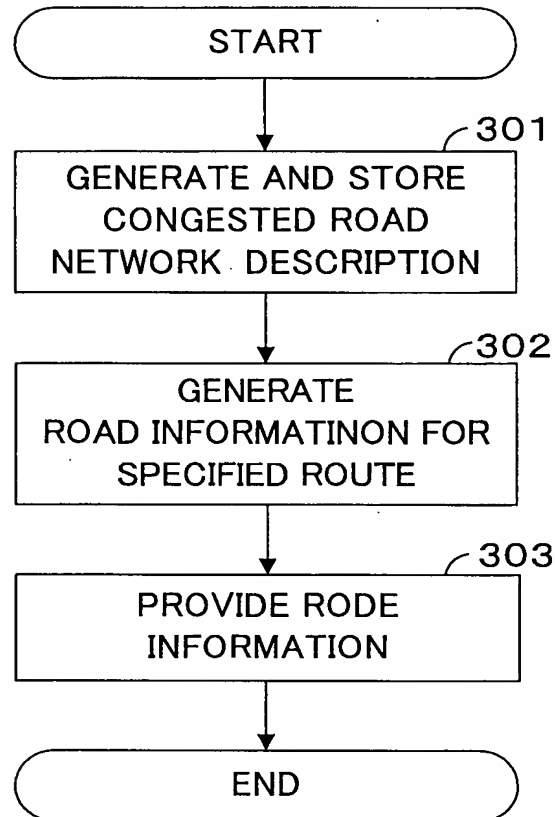 START
301
GENERATE AND STORE
CONGESTED ROAD
NETWORK DESCRIPTION
302
GENERATE
ROAD INFORMATINON FOR
SPECIFIED ROUTE
303
PROVIDE RODE
INFORMATION
END